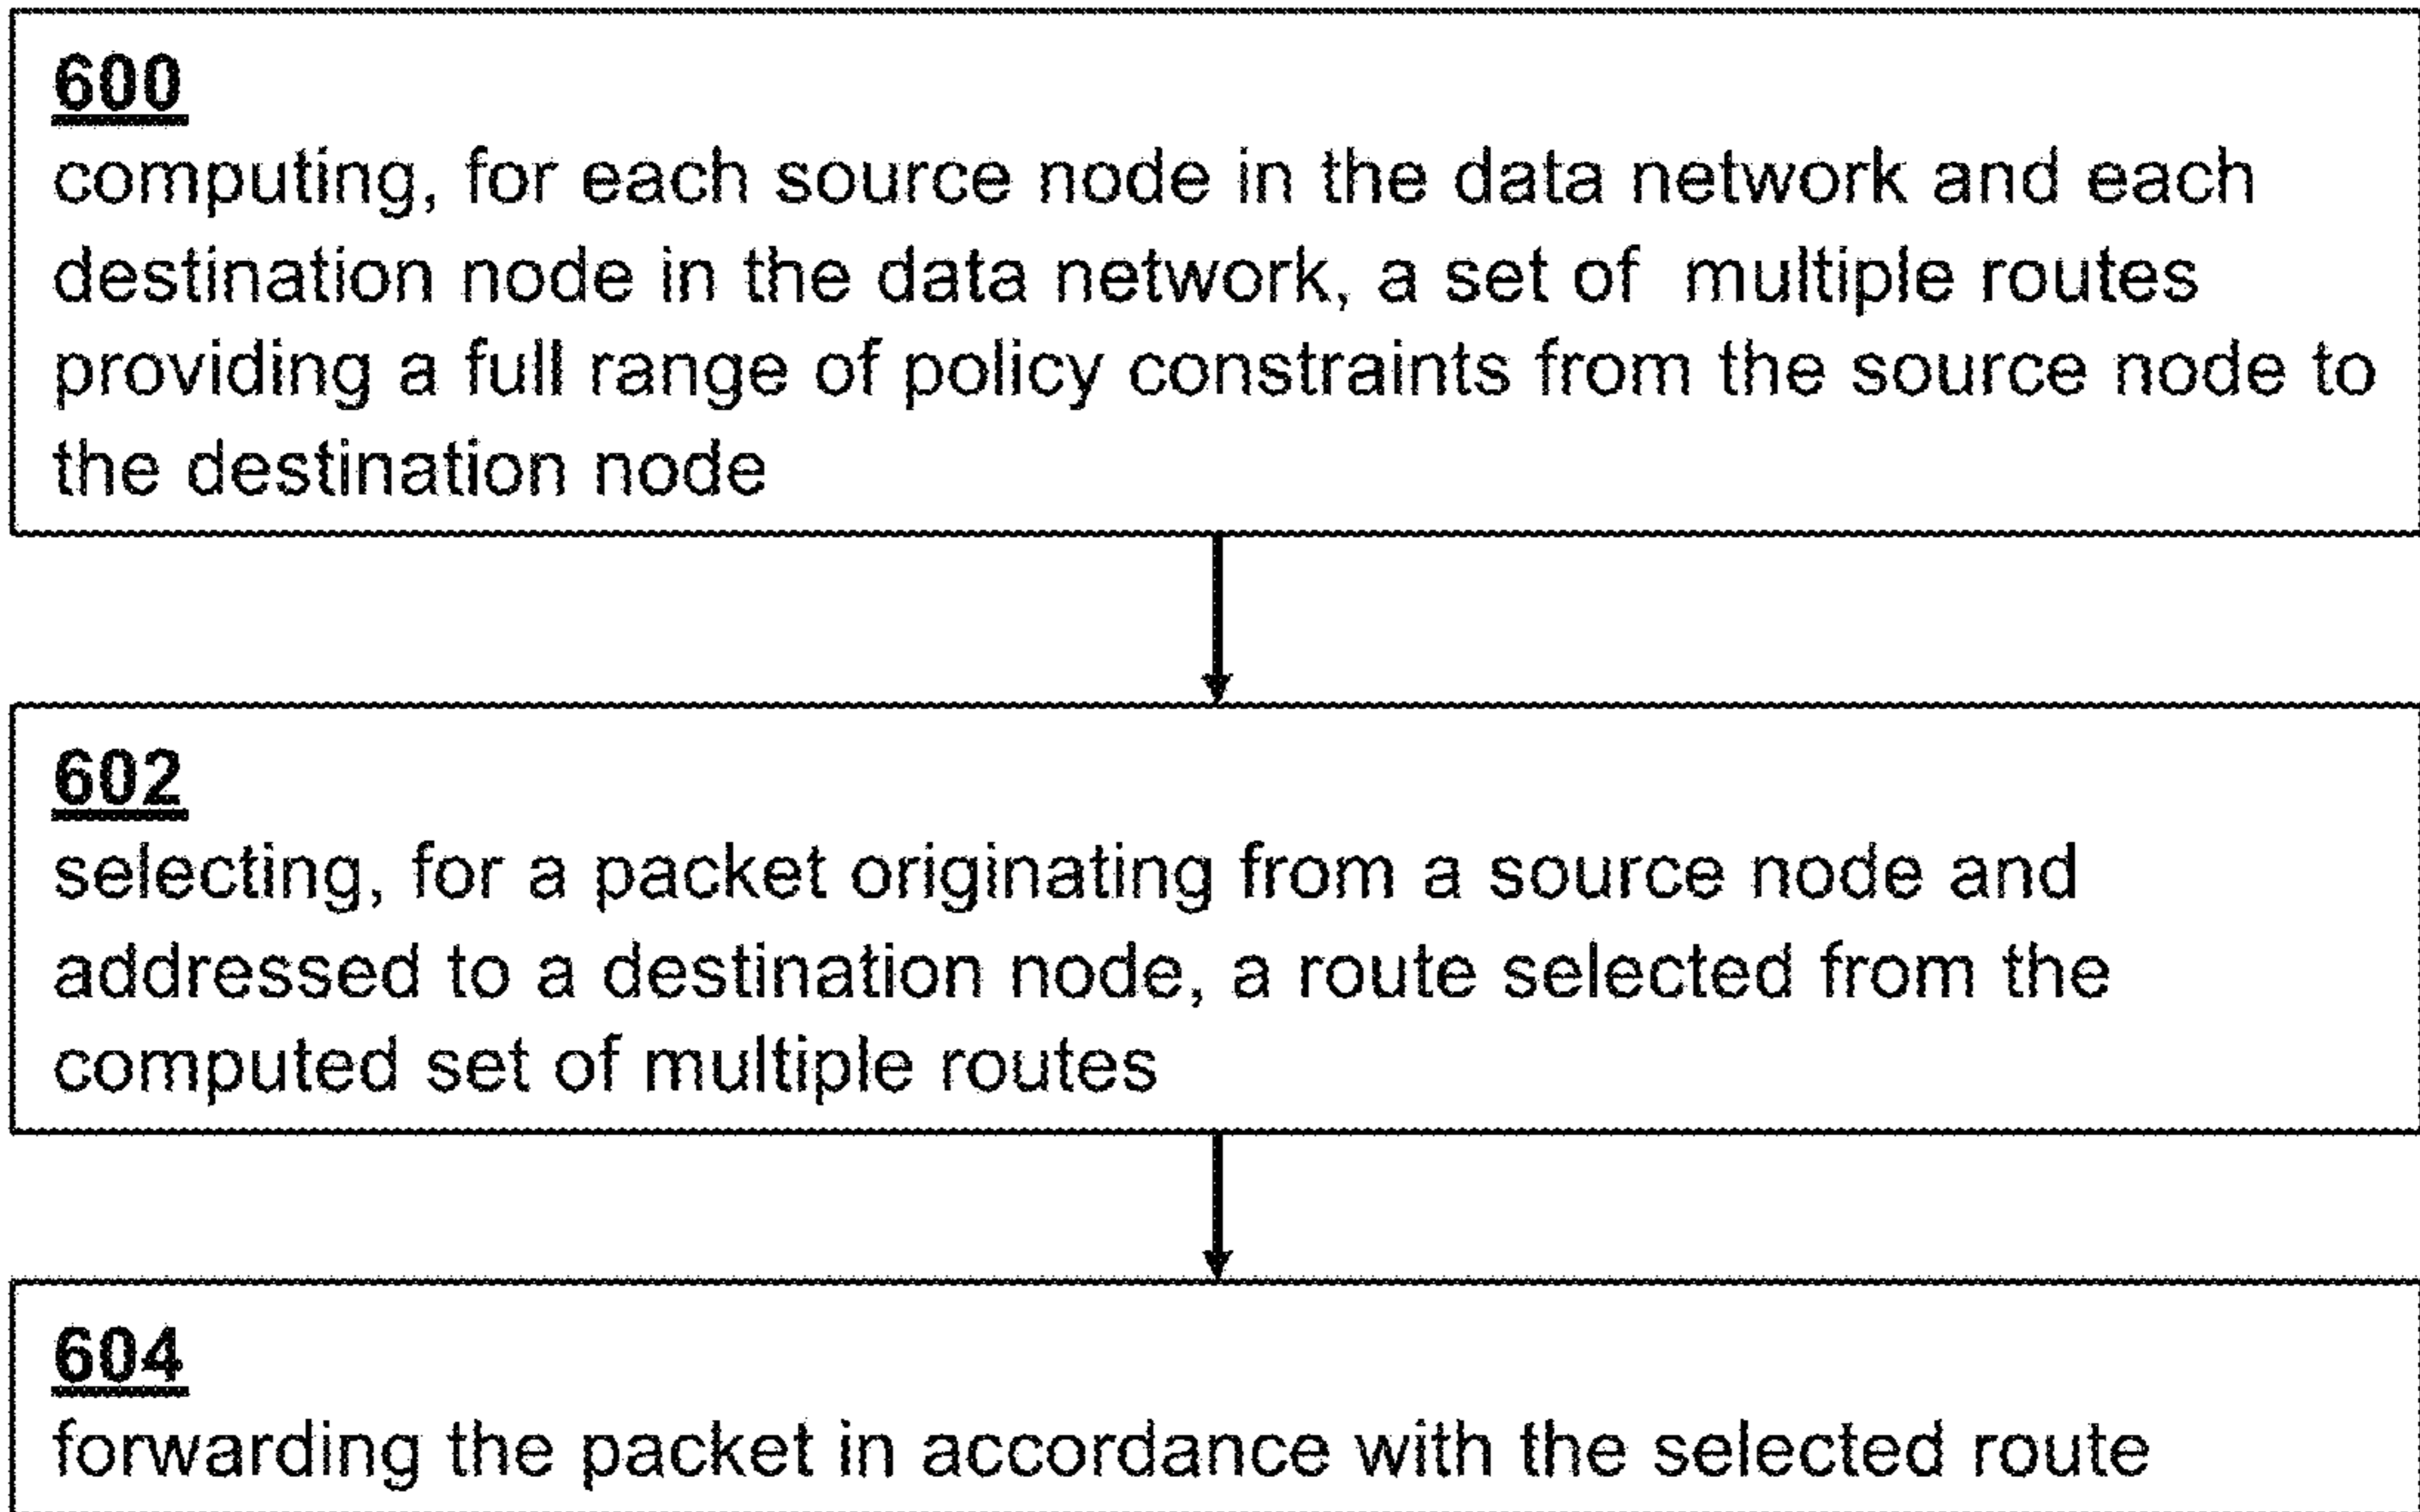 600
computing, for each source node in the data network and each
destination node in the data network, a set of multiple routes
providing a full range of policy constraints from the source node to
the destination node
602
selecting, for a packet originating from a source node and
addressed to a destination node, a route selected from the
computed set of multiple routes
604
forwarding the packet in accordance with the selected route